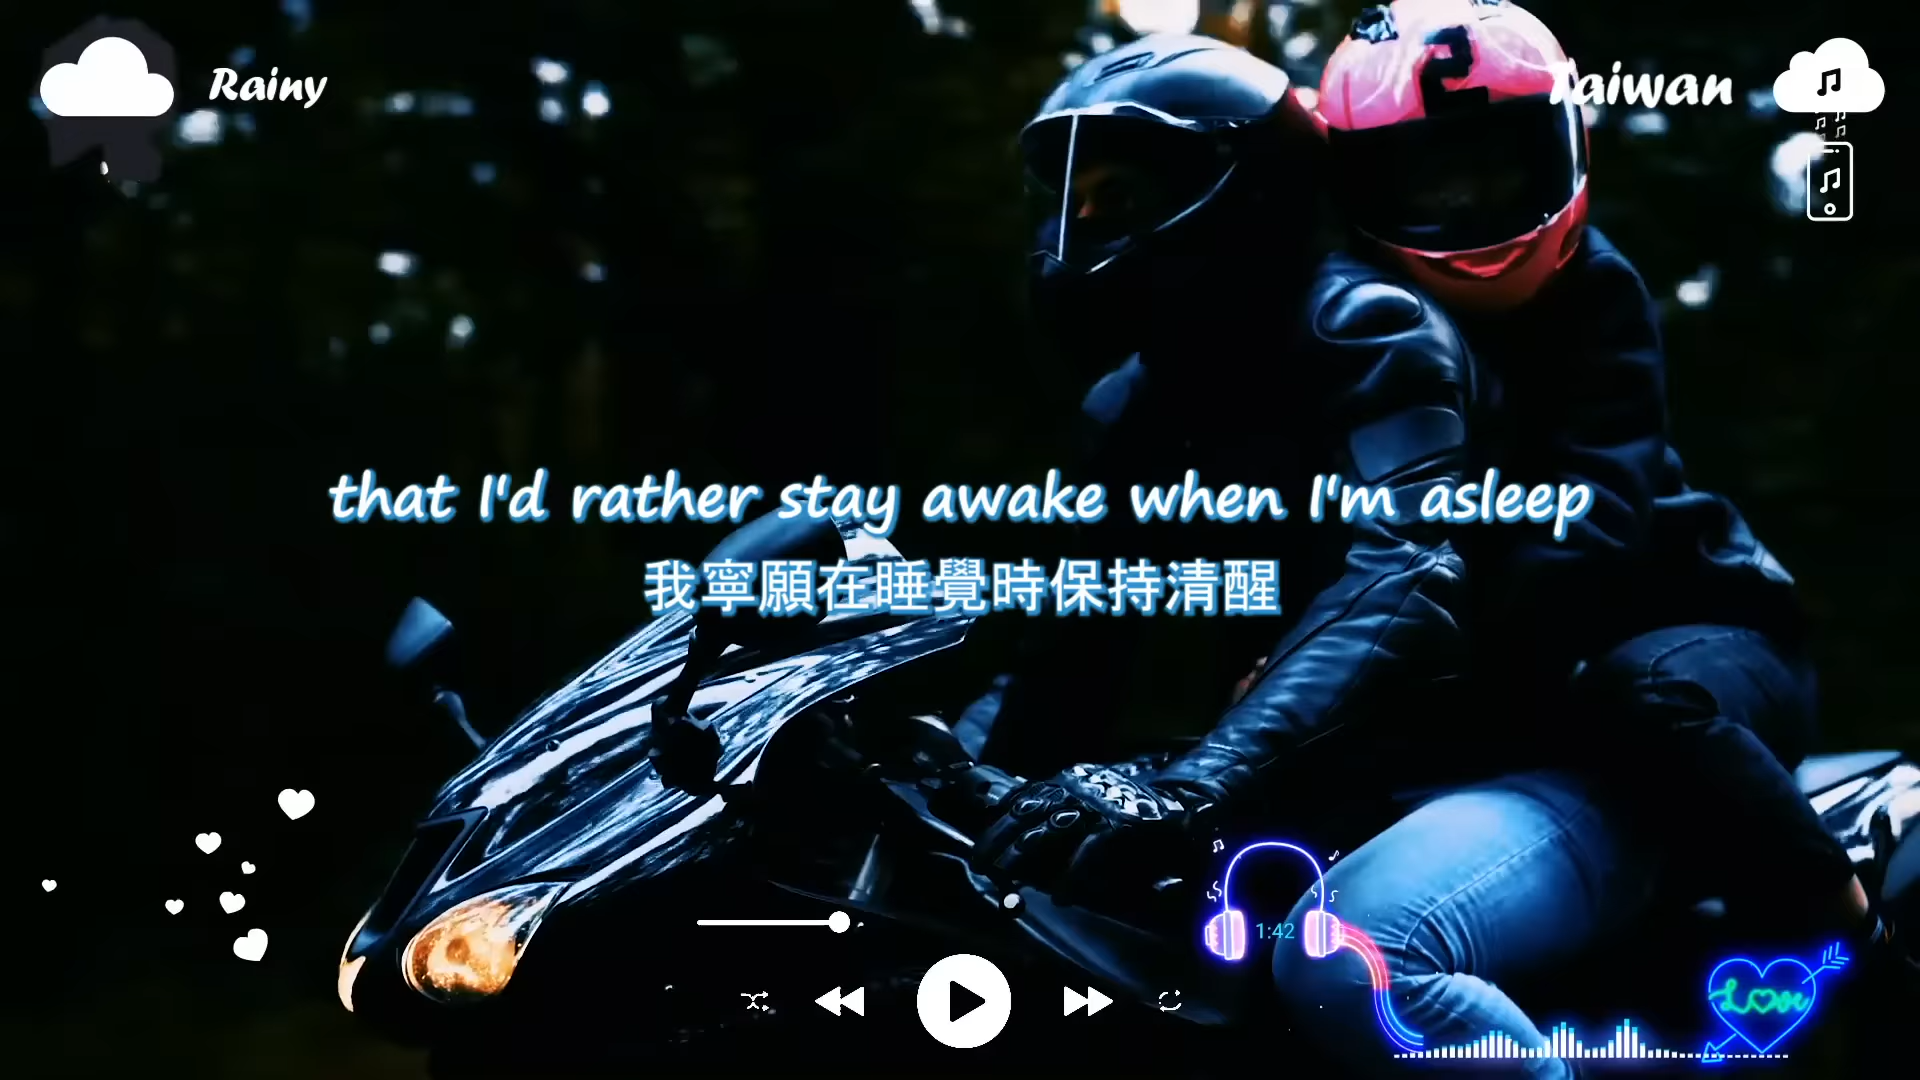 Rainy
Taiwan
that I'd rather stay awake when I'm asleep
我寧願在睡覺時保持清醒
1:42
Love